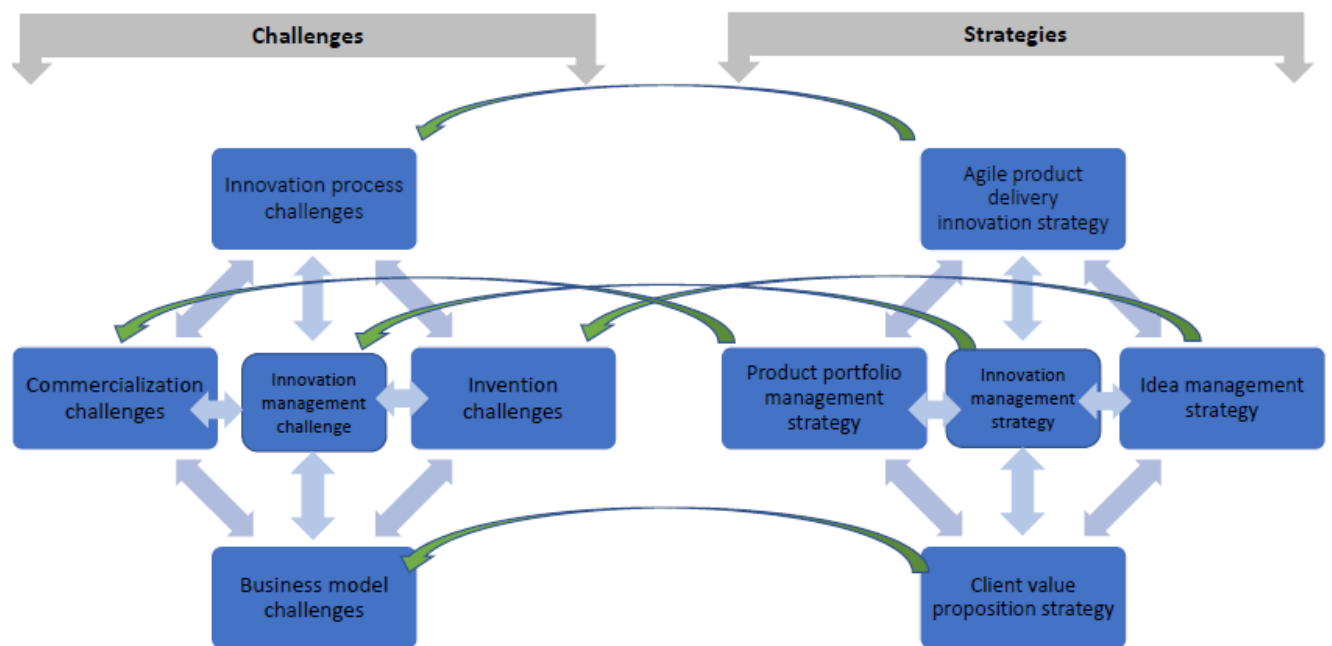 Challenges
Strategies
Innovation process
challenges
Agile product
delivery
innovation strategy
Commercialization
challenges
Innovation
management
challenge
Invention
challenges
Product portfolio
management
strategy
Innovation
management
strategy
Idea management
strategy
Business model
challenges
Client value
proposition strategy